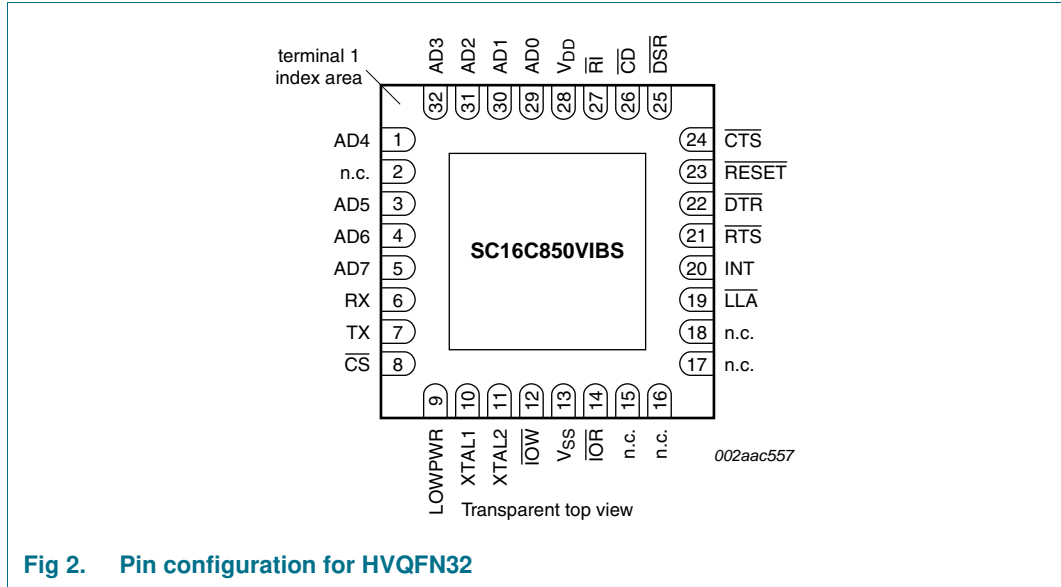 terminal 1
index area
AD3
AD2
AD1
AD0
VDD
RI
CD
DSR
32
31
30
29
28
27
26
25
AD4 1
n.c. 2
AD5 3
AD6 4
AD7 5
RX 6
TX 7
CS 8
SC16C850VIBS
24 CTS
23 RESET
22 DTR
21 RTS
20 INT
19 LLA
18 n.c.
17 n.c.
9
10
11
12
13
14
15
16
LOWPWR
XTAL1
XTAL2
IOW
VSS
IOR
n.c.
n.c.
002aac557
Transparent top view
Fig 2. Pin configuration for HVQFN32